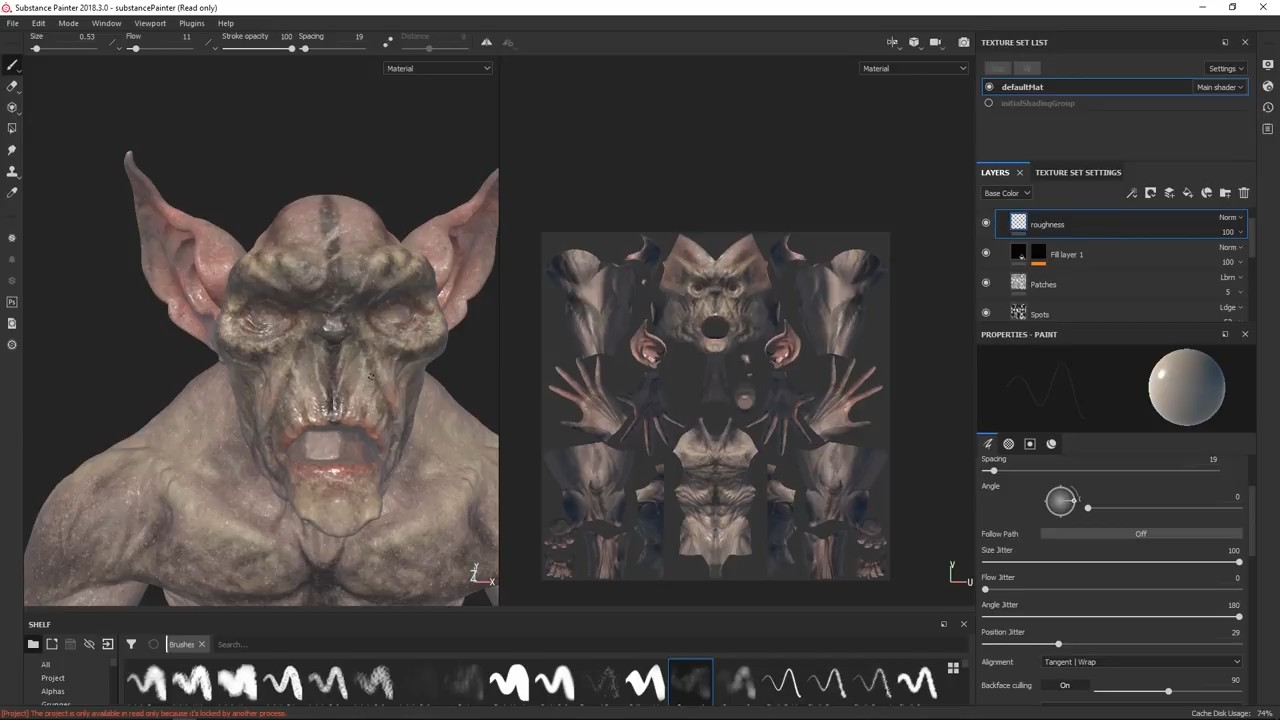 Substance Painter 2018.3.0 - substancePainter (Read only)
File Edit Mode Window Viewport Plugins Help
Size 0.53 Flow 11 Stroke opacity 100 Spacing 19 Distance 8
Material
Material
TEXTURE SET LIST
Settings
defaultMat Main shader
initialShadingGroup
LAYERS TEXTURE SET SETTINGS
Base Color
roughness Norm 100
Fill layer 1 Norm 100
Patches Lbrn 5
Spots Ldge
PROPERTIES - PAINT
Spacing 19
Angle 0
Follow Path Off
Size Jitter 100
Flow Jitter 0
Angle Jitter 180
Position Jitter 29
Alignment Tangent | Wrap
Backface culling On 90
Y Z X
V U
SHELF
Ps
Brushes Search...
All
Project
Alphas
Grunges
[Project] The project is only available in read only because it's locked by another process.
Cache Disk Usage: 74%